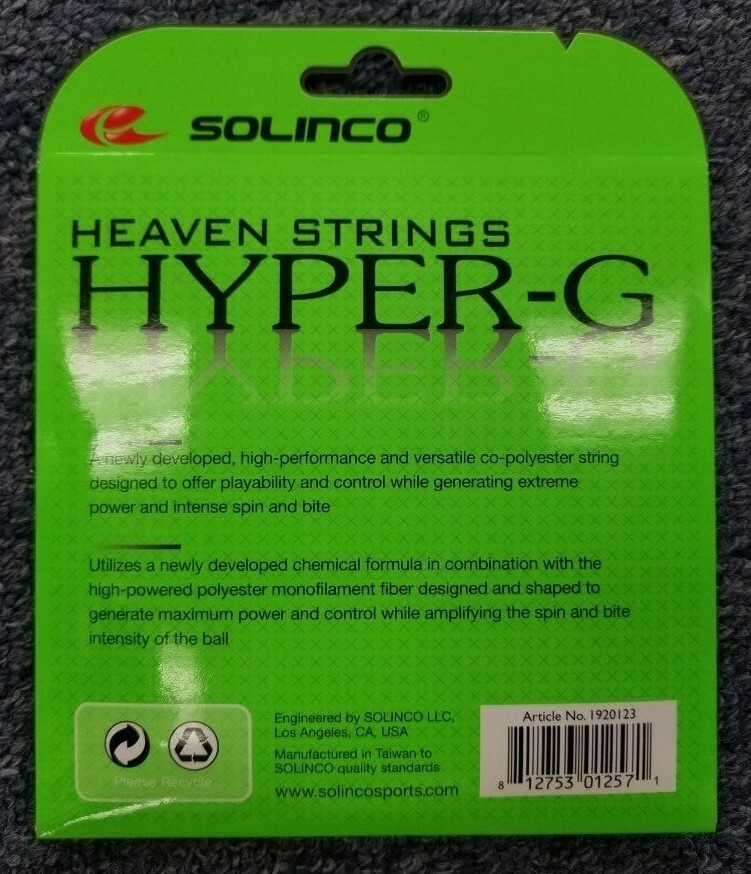 SOLINCO®
HEAVEN STRINGS
HYPER-G
A newly developed, high-performance and versatile co-polyester string
designed to offer playability and control while generating extreme
power and intense spin and bite
Utilizes a newly developed chemical formula in combination with the
high-powered polyester monofilament fiber designed and shaped to
generate maximum power and control while amplifying the spin and bite
intensity of the ball
Please Recycle
Engineered by SOLINCO LLC,
Los Angeles, CA, USA
Manufactured in Taiwan to
SOLINCO quality standards
www.solincosports.com
Article No. 1920123
8 12753 01257 1